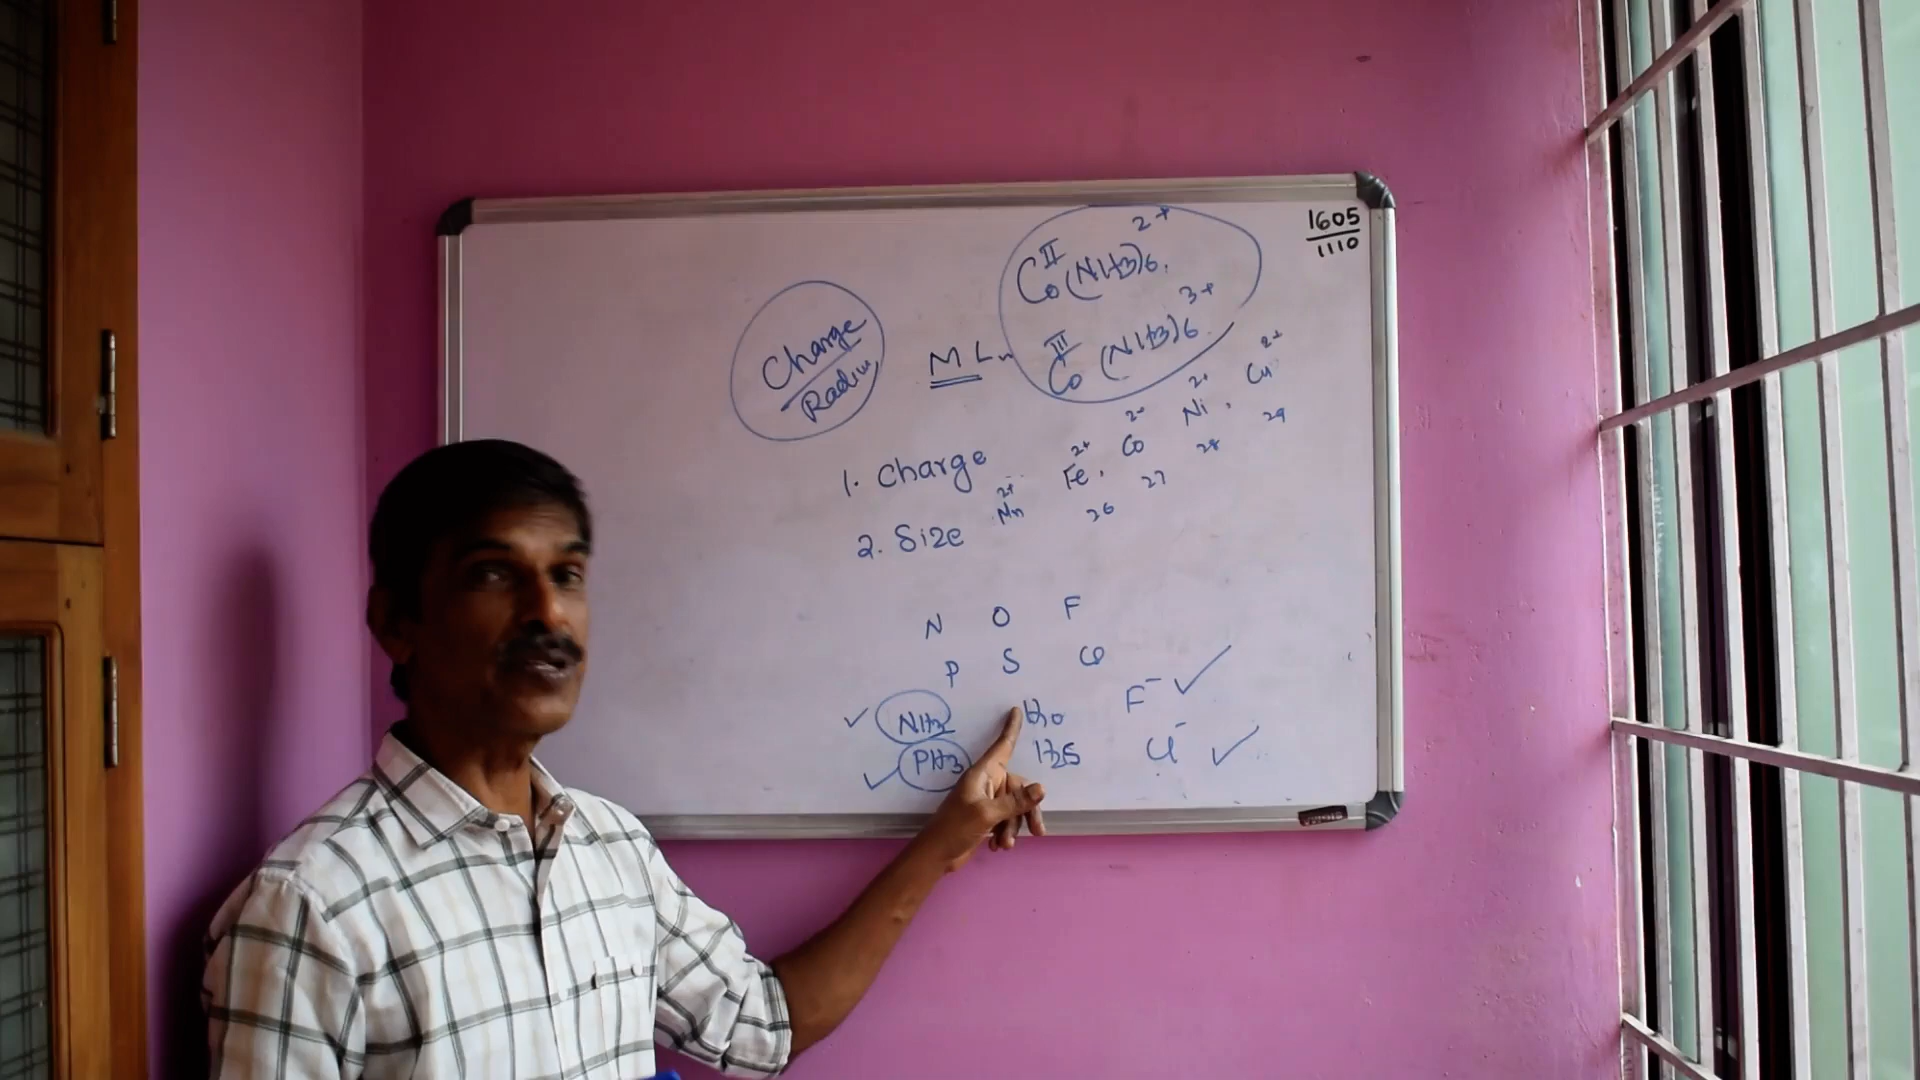 1605
1110
Co^II(NH3)6^2+
Co^III(NH3)6^3+
Charge
Radius
MLn
1. Charge
2. Size
Mn^2+ Fe^2+, Co^2+ Ni^2+, Cu^2+
26 27 28 29
N O F
P S Cl
NH3 H2O F^-
PH3 H2S Cl^-